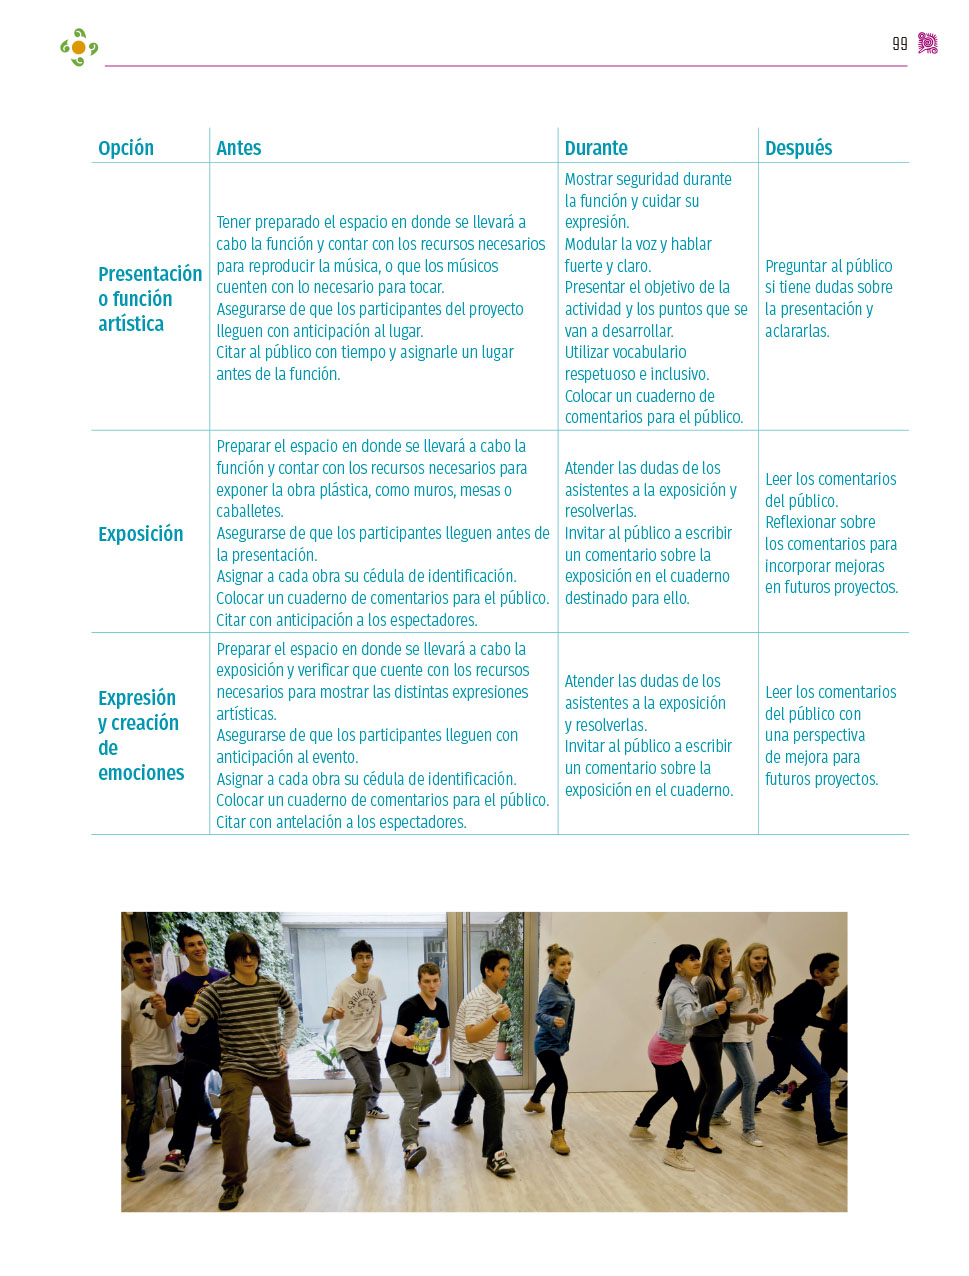 99
Opción
Antes
Durante
Después
Presentación
o función
artística
Tener preparado el espacio en donde se llevará a
cabo la función y contar con los recursos necesarios
para reproducir la música, o que los músicos
cuenten con lo necesario para tocar.
Asegurarse de que los participantes del proyecto
lleguen con anticipación al lugar.
Citar al público con tiempo y asignarle un lugar
antes de la función.
Mostrar seguridad durante
la función y cuidar su
expresión.
Modular la voz y hablar
fuerte y claro.
Presentar el objetivo de la
actividad y los puntos que se
van a desarrollar.
Utilizar vocabulario
respetuoso e inclusivo.
Colocar un cuaderno de
comentarios para el público.
Preguntar al público
si tiene dudas sobre
la presentación y
aclararlas.
Exposición
Preparar el espacio en donde se llevará a cabo la
función y contar con los recursos necesarios para
exponer la obra plástica, como muros, mesas o
caballetes.
Asegurarse de que los participantes lleguen antes de
la presentación.
Asignar a cada obra su cédula de identificación.
Colocar un cuaderno de comentarios para el público.
Citar con anticipación a los espectadores.
Atender las dudas de los
asistentes a la exposición y
resolverlas.
Invitar al público a escribir
un comentario sobre la
exposición en el cuaderno
destinado para ello.
Leer los comentarios
del público.
Reflexionar sobre
los comentarios para
incorporar mejoras
en futuros proyectos.
Expresión
y creación
de
emociones
Preparar el espacio en donde se llevará a cabo la
exposición y verificar que cuente con los recursos
necesarios para mostrar las distintas expresiones
artísticas.
Asegurarse de que los participantes lleguen con
anticipación al evento.
Asignar a cada obra su cédula de identificación.
Colocar un cuaderno de comentarios para el público.
Citar con antelación a los espectadores.
Atender las dudas de los
asistentes a la exposición
y resolverlas.
Invitar al público a escribir
un comentario sobre la
exposición en el cuaderno.
Leer los comentarios
del público con
una perspectiva
de mejora para
futuros proyectos.